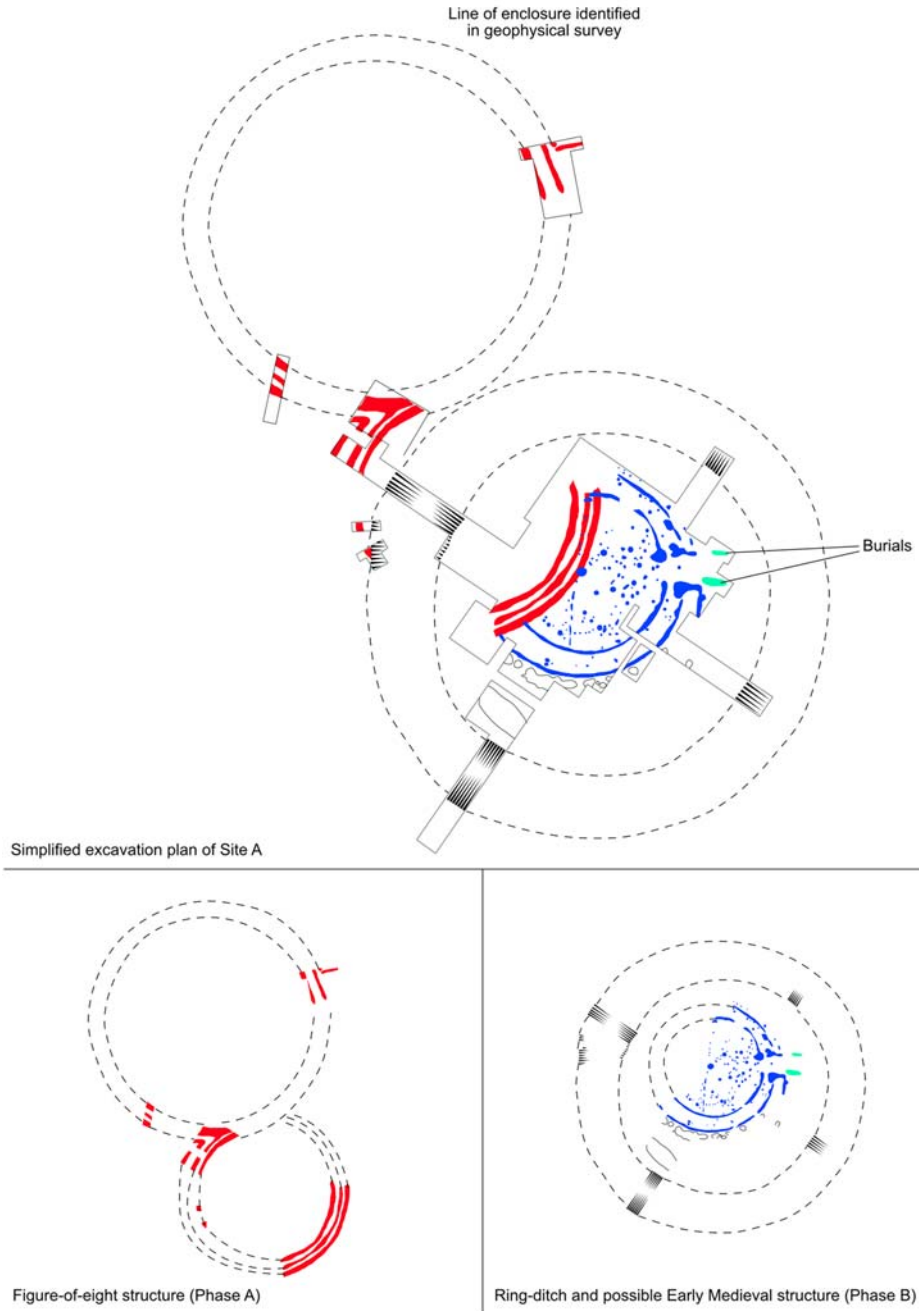 Line of enclosure identified
in geophysical survey
Burials
Simplified excavation plan of Site A
Figure-of-eight structure (Phase A)
Ring-ditch and possible Early Medieval structure (Phase B)